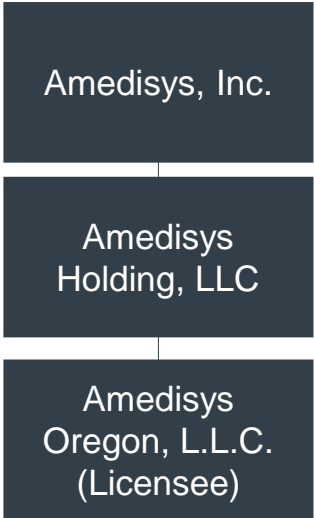 Amedisys, Inc.
Amedisys
Holding, LLC
Amedisys
Oregon, L.L.C.
(Licensee)